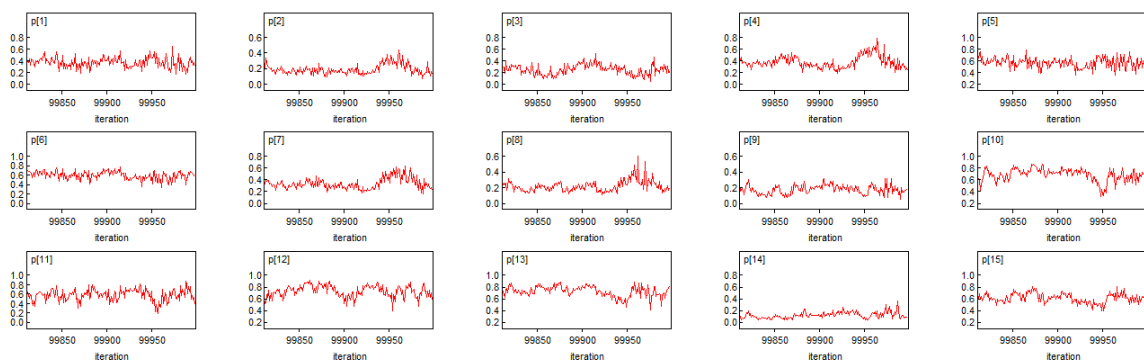 p[1] p[2] p[3] p[4] p[5]
0.8 0.6 0.8 0.8 1.0
0.6 0.4 0.6 0.6 0.8
0.4 0.2 0.4 0.4 0.6
0.2 0.0 0.2 0.2 0.4
0.0 0.0 0.0 0.2
99850 99900 99950 99850 99900 99950 99850 99900 99950 99850 99900 99950 99850 99900 99950
iteration iteration iteration iteration iteration
p[6] p[7] p[8] p[9] p[10]
1.0 0.8 0.6 0.6 1.0
0.8 0.6 0.4 0.4 0.8
0.6 0.4 0.2 0.2 0.6
0.4 0.2 0.0 0.0 0.4
0.2 0.0 0.2
0.0
99850 99900 99950 99850 99900 99950 99850 99900 99950 99850 99900 99950 99850 99900 99950
iteration iteration iteration iteration iteration
p[11] p[12] p[13] p[14] p[15]
1.0 1.0 1.0 0.8 1.0
0.8 0.8 0.8 0.6 0.8
0.6 0.6 0.6 0.4 0.6
0.4 0.4 0.4 0.2 0.4
0.2 0.2 0.2 0.0 0.2
0.0
99850 99900 99950 99850 99900 99950 99850 99900 99950 99850 99900 99950 99850 99900 99950
iteration iteration iteration iteration iteration